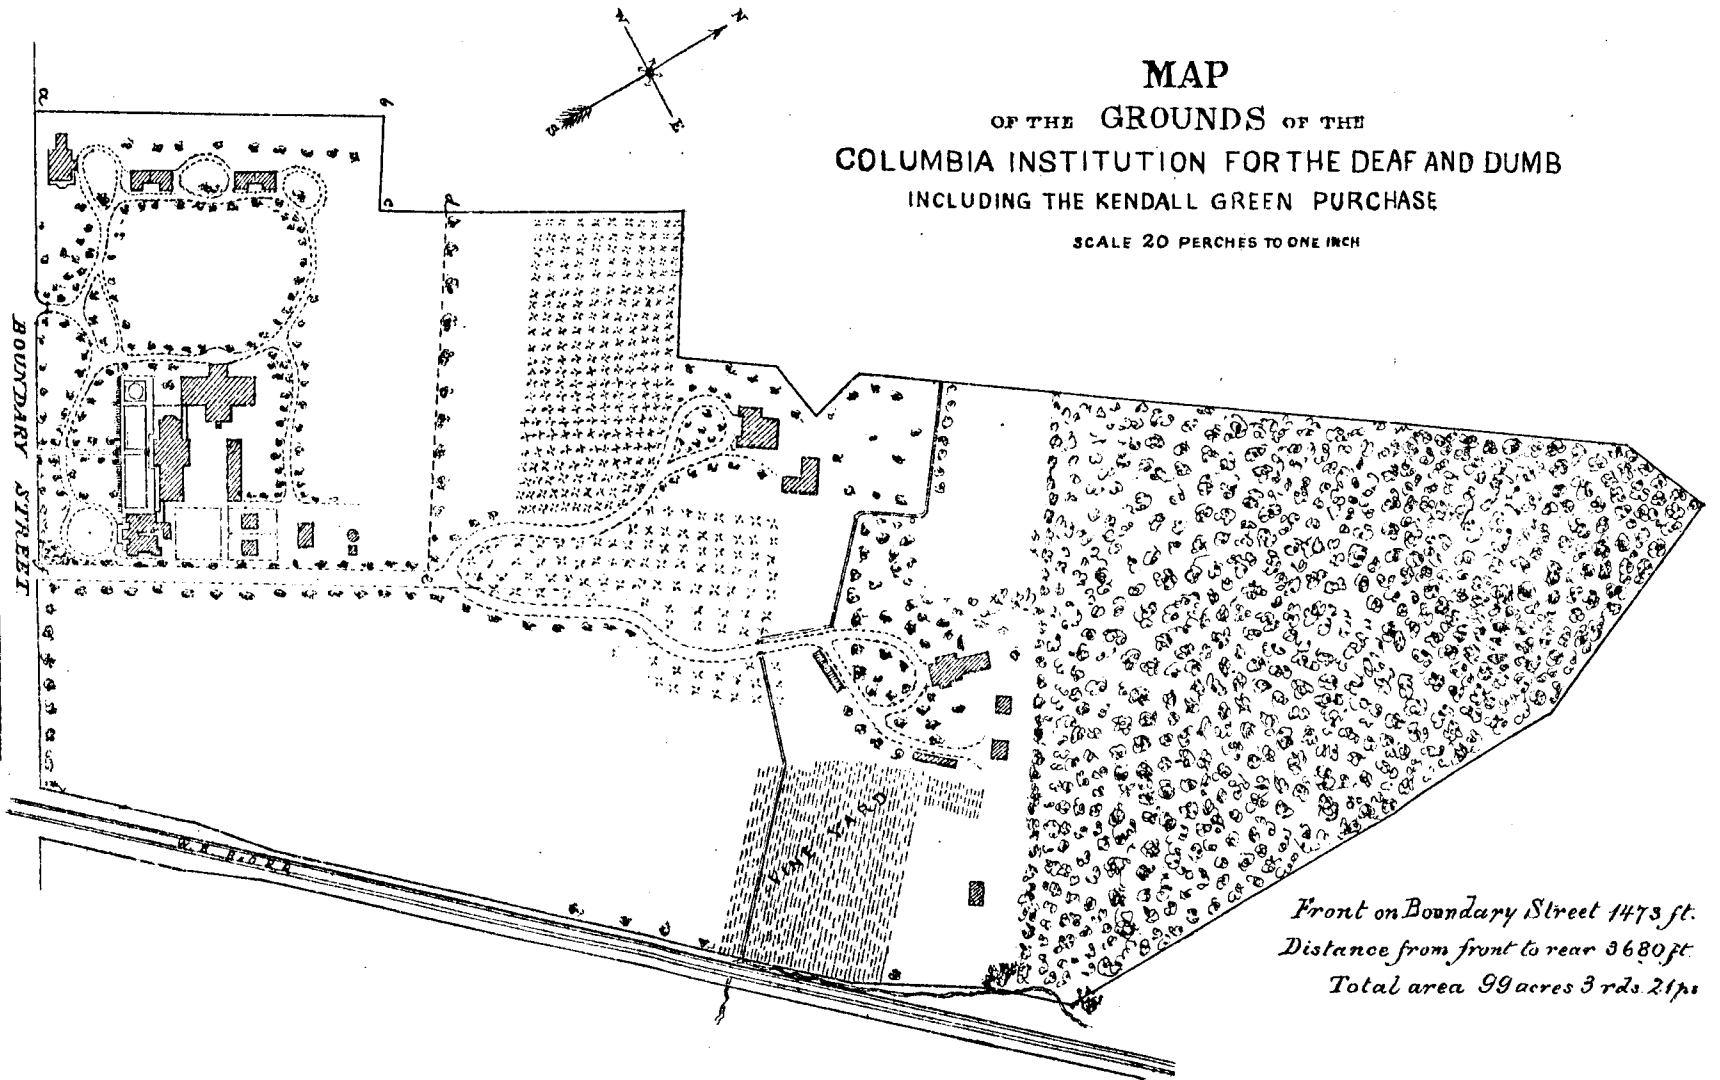 MAP
OF THE GROUNDS OF THE
COLUMBIA INSTITUTION FOR THE DEAF AND DUMB
INCLUDING THE KENDALL GREEN PURCHASE
SCALE 20 PERCHES TO ONE INCH
N
S
E
a
b
c
d
e
BOUNDARY STREET
VINE YARD
Front on Boundary Street 1473 ft.
Distance from front to rear 3680 ft.
Total area 99 acres 3 rds. 21 ps